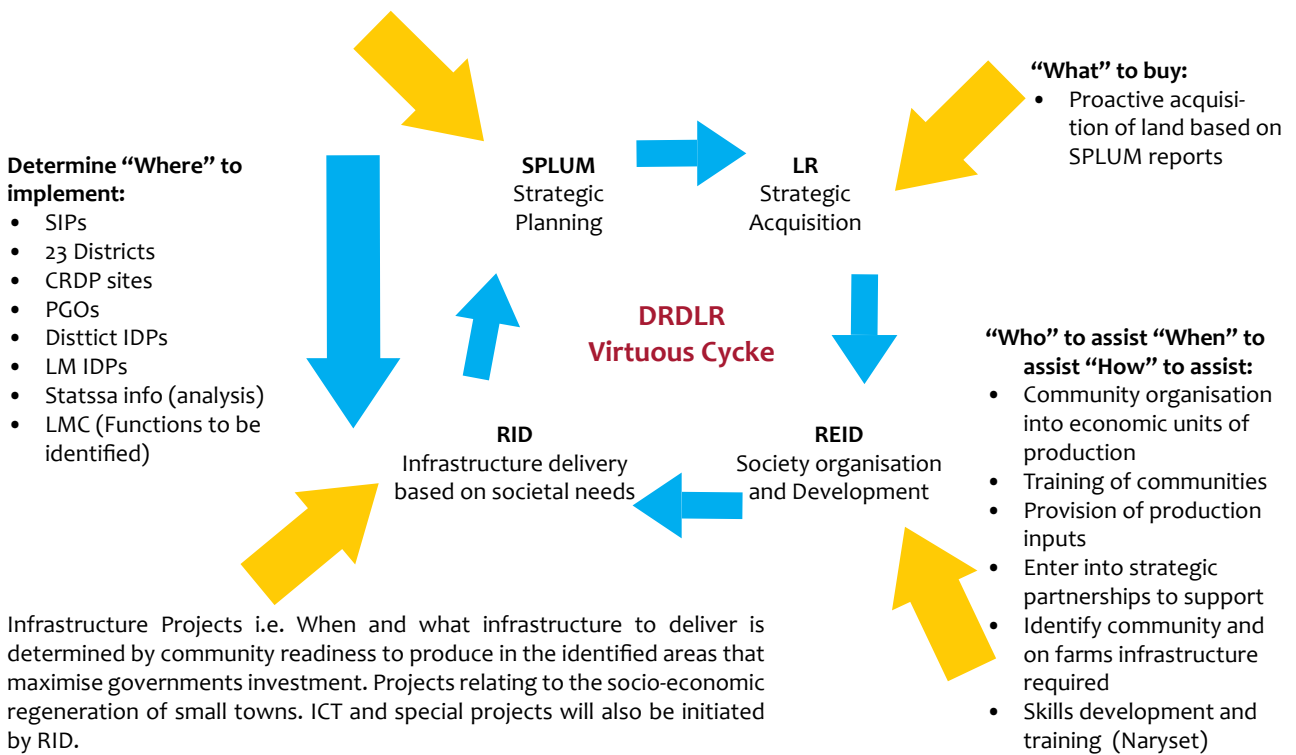 Determine “Where” to
implement:
• SIPs
• 23 Districts
• CRDP sites
• PGOs
• Disttict IDPs
• LM IDPs
• Statssa info (analysis)
• LMC (Functions to be
identified)
SPLUM
Strategic
Planning
LR
Strategic
Acquisition
“What” to buy:
• Proactive acquisi-
tion of land based on
SPLUM reports
DRDLR
Virtuous Cycke
RID
Infrastructure delivery
based on societal needs
REID
Society organisation
and Development
“Who” to assist “When” to
assist “How” to assist:
• Community organisation
into economic units of
production
• Training of communities
• Provision of production
inputs
• Enter into strategic
partnerships to support
• Identify community and
on farms infrastructure
required
• Skills development and
training (Naryset)
Infrastructure Projects i.e. When and what infrastructure to deliver is
determined by community readiness to produce in the identified areas that
maximise governments investment. Projects relating to the socio-economic
regeneration of small towns. ICT and special projects will also be initiated
by RID.